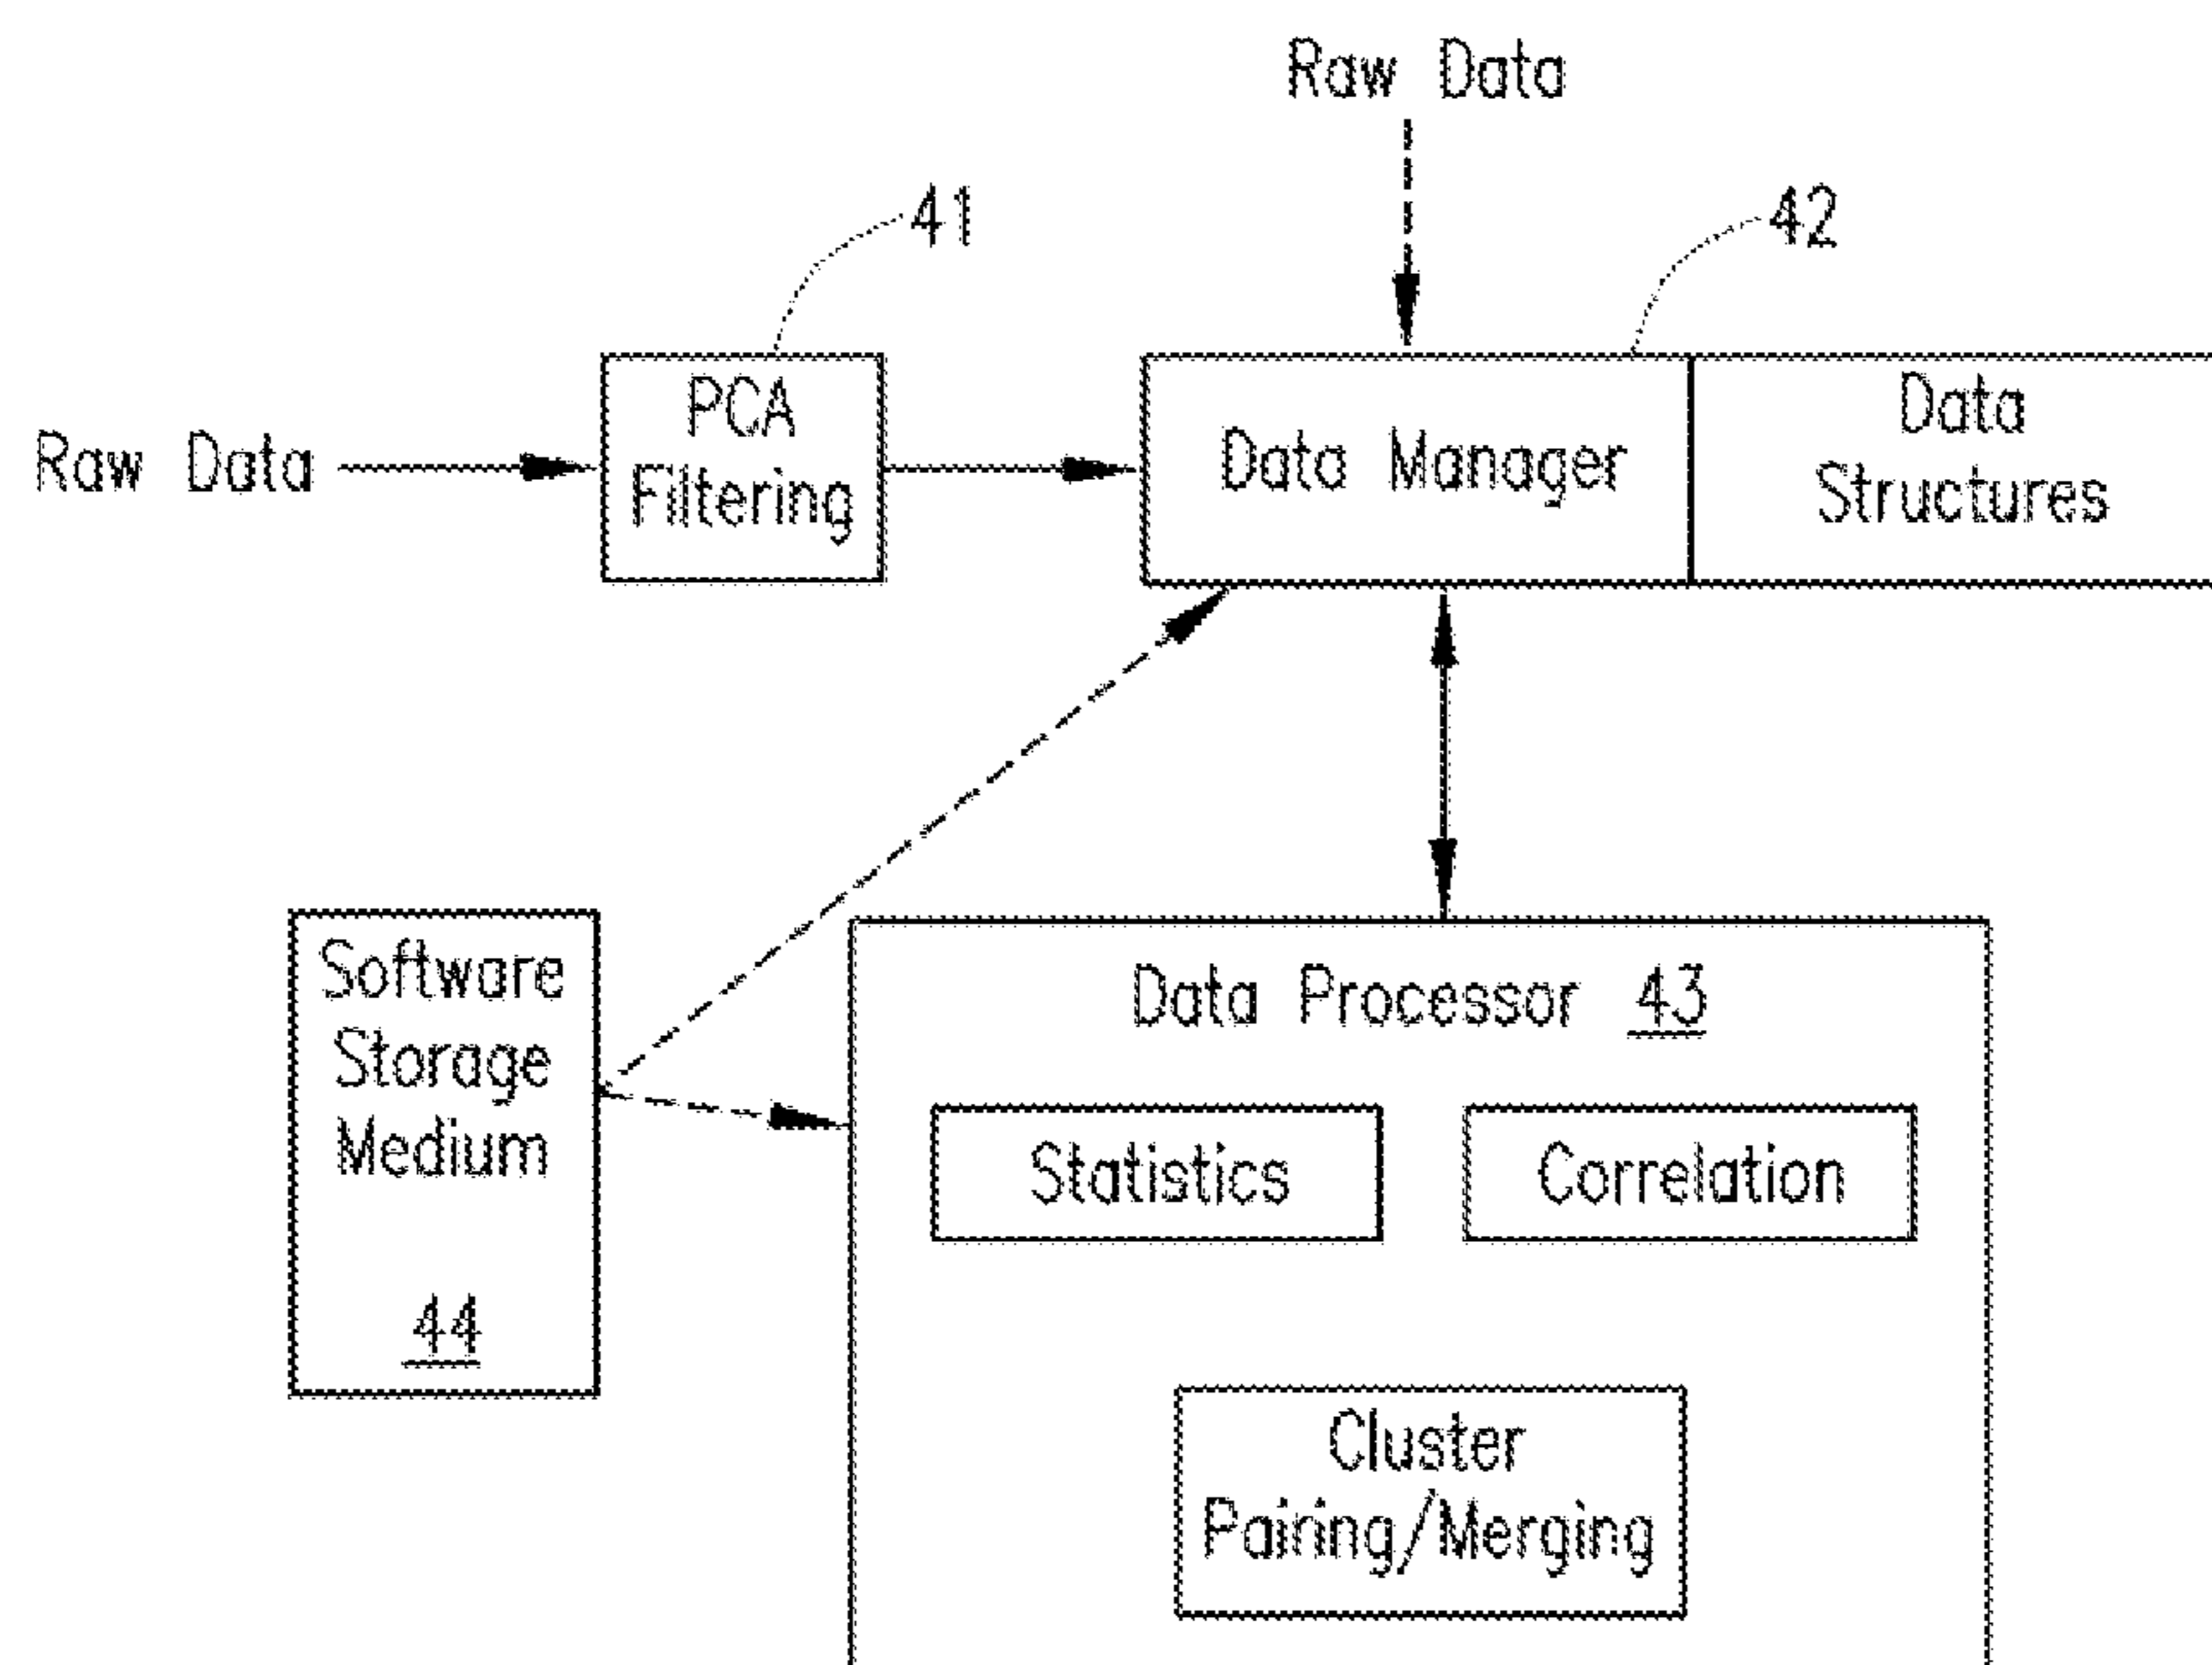 Raw Data
41
42
PCA
Filtering
Raw Data
Data Manager
Data
Structures
Software
Storage
Medium
44
Data Processor 43
Statistics
Correlation
Cluster
Pairing/Merging